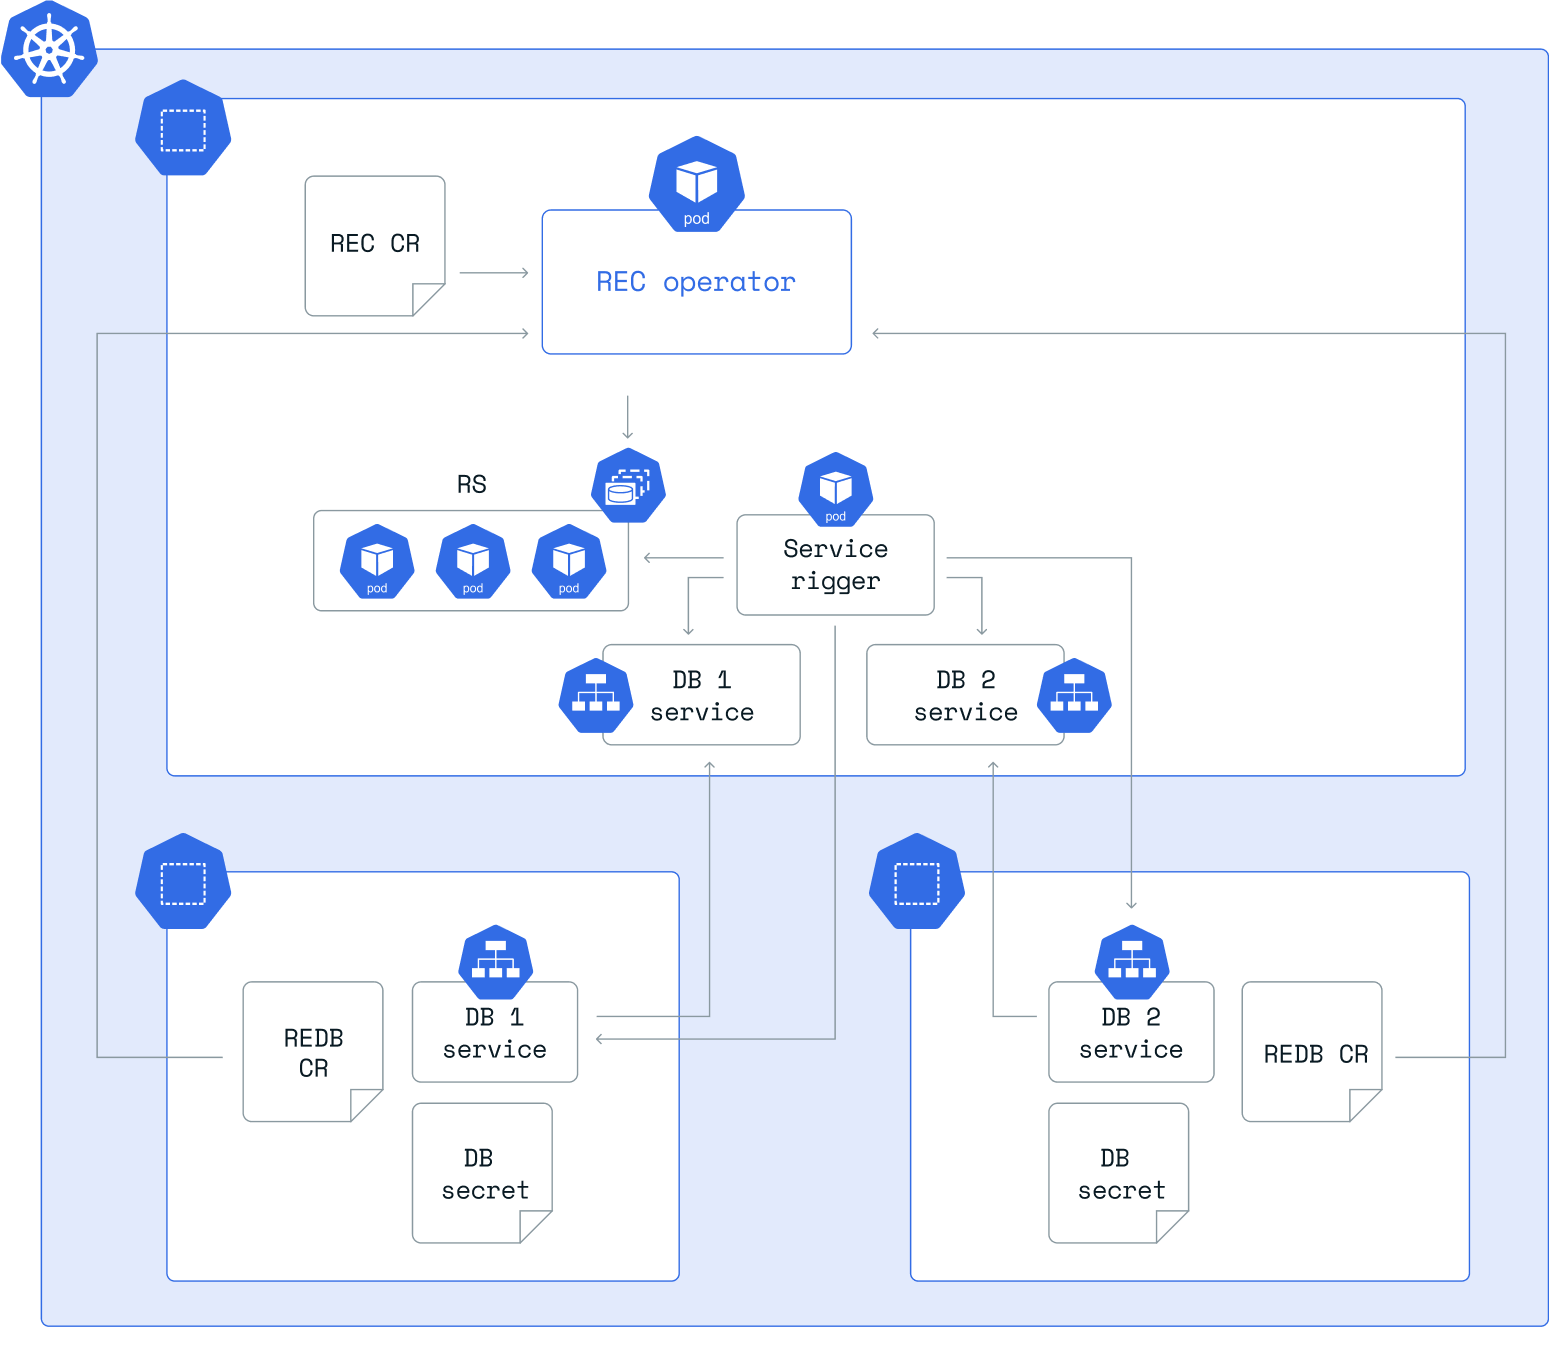 pod
REC CR
REC operator
RS
pod
pod
pod
pod
Service
rigger
DB 1
service
DB 2
service
REDB
CR
DB 1
service
DB
secret
DB 2
service
REDB CR
DB
secret